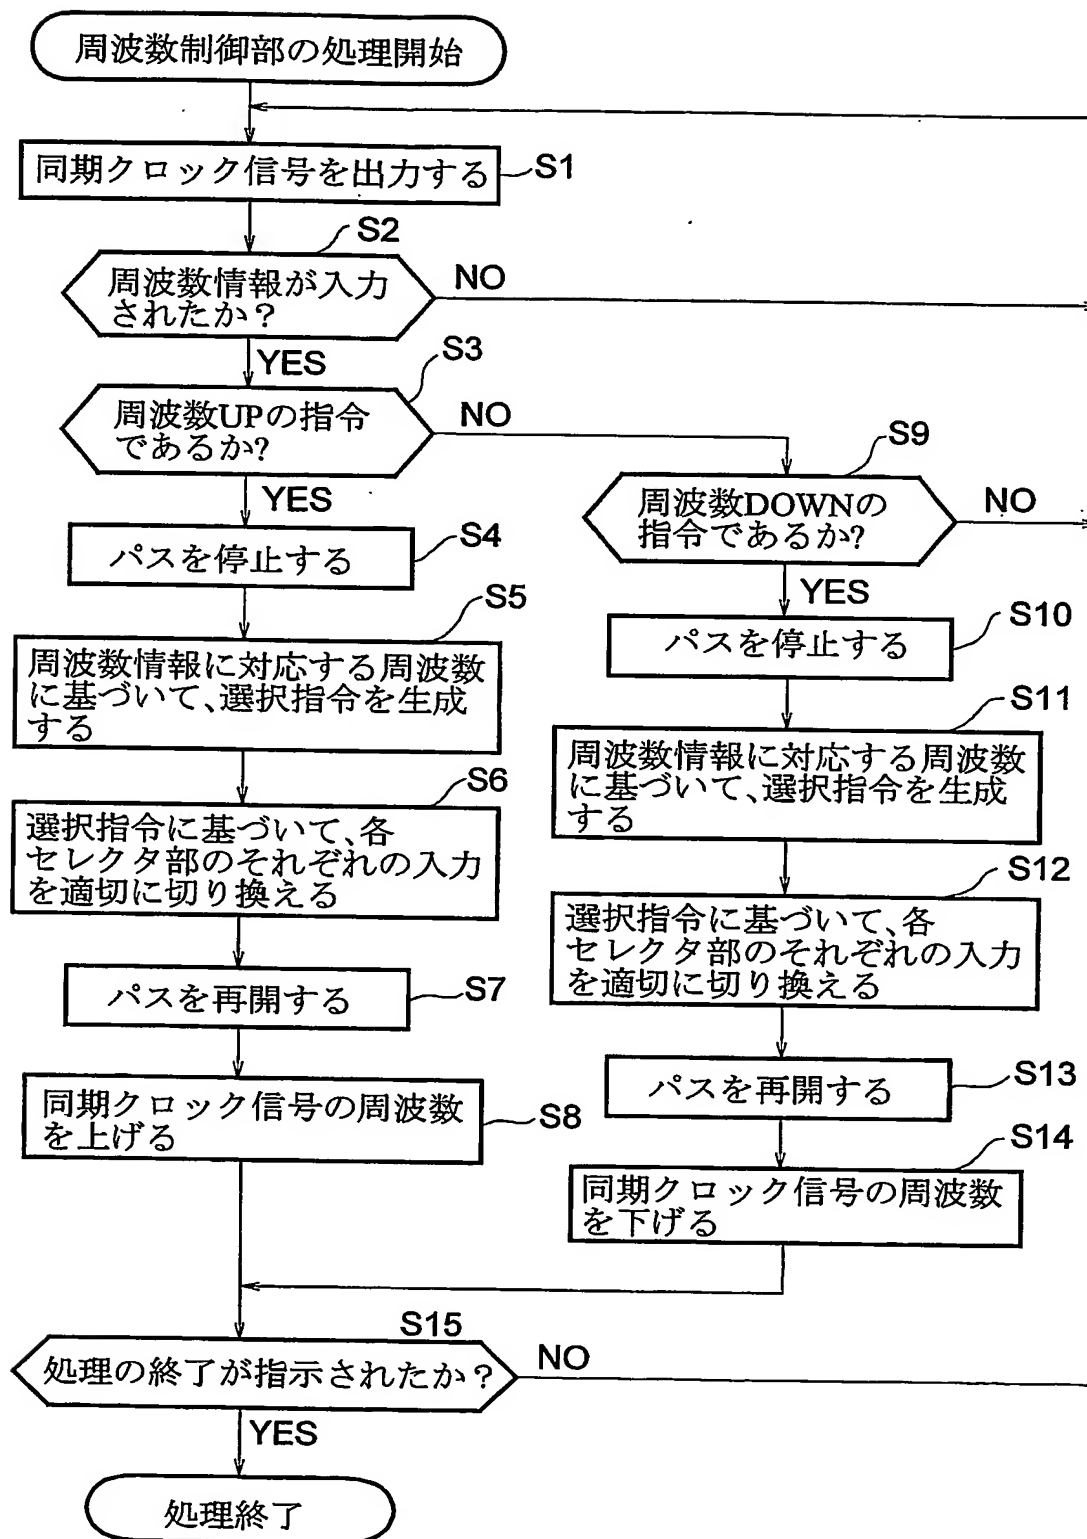 周波数制御部の処理開始
同期クロック信号を出力する
S1
S2
周波数情報が入力
されたか？
NO
YES
S3
周波数UPの指令
であるか?
NO
YES
S4
パスを停止する
S5
周波数情報に対応する周波数
に基づいて、選択指令を生成
する
S6
選択指令に基づいて、各
セレクタ部のそれぞれの入力
を適切に切り換える
パスを再開する
S7
同期クロック信号の周波数
を上げる
S8
S9
周波数DOWNの
指令であるか?
NO
YES
S10
パスを停止する
S11
周波数情報に対応する周波数
に基づいて、選択指令を生成
する
S12
選択指令に基づいて、各
セレクタ部のそれぞれの入力
を適切に切り換える
パスを再開する
S13
S14
同期クロック信号の周波数
を下げる
S15
処理の終了が指示されたか？
NO
YES
処理終了